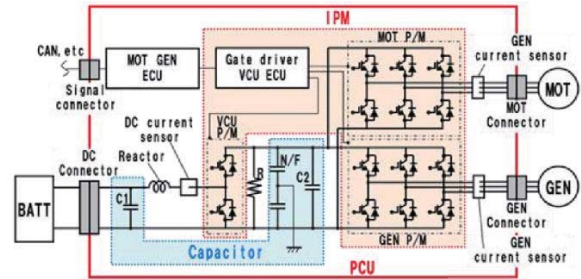 IPM
MOT P/M
GEN
current sensor
CAN, etc
MOT GEN
ECU
Gate driver
VCU ECU
MOT
Signal
connector
MOT Connector
VCU
P/M
DC current
sensor
DC Connector
Reactor
N/F
R
C2
C1
BATT
GEN
Capacitor
GEN P/M
GEN
Connector
GEN
current sensor
PCU